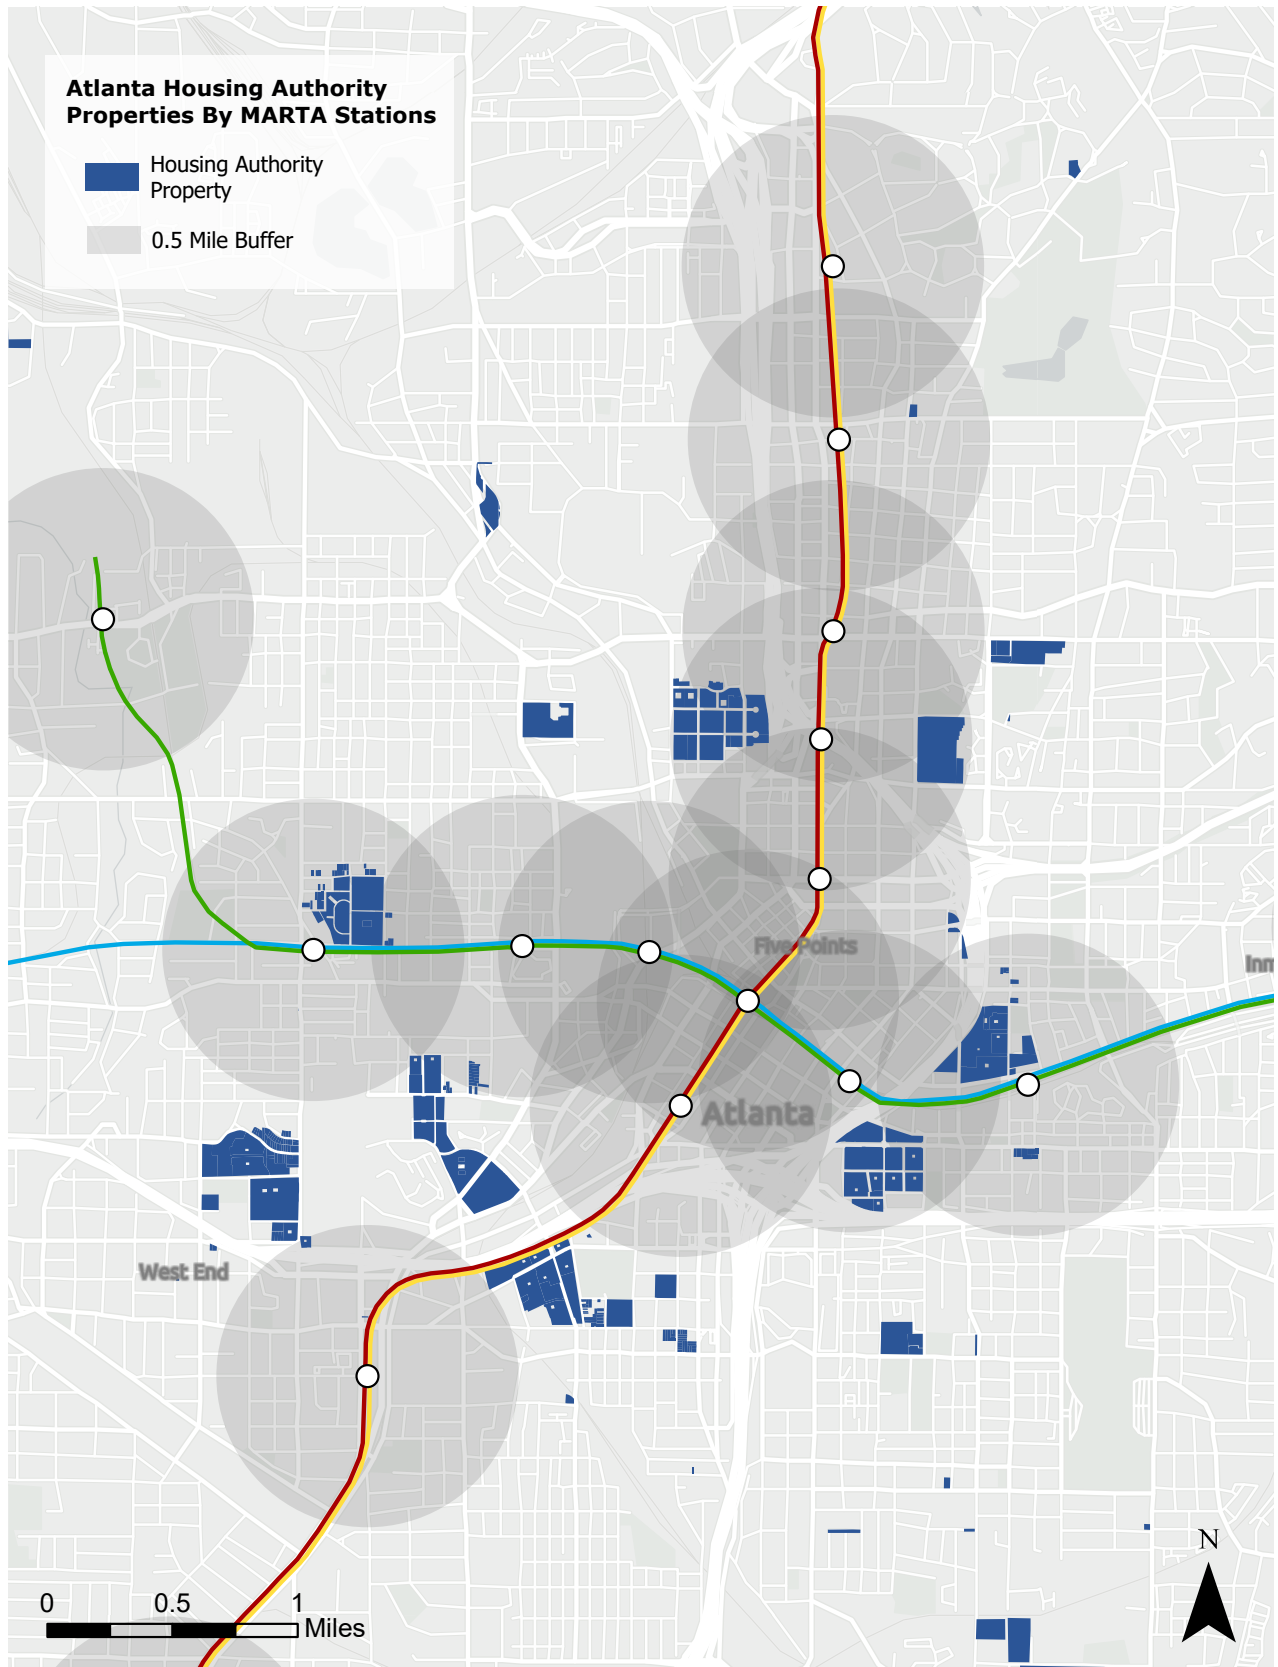 Atlanta Housing Authority
Properties By MARTA Stations
Housing Authority
Property
0.5 Mile Buffer
Five Points
Inm
Atlanta
West End
N
0 0.5 1
Miles